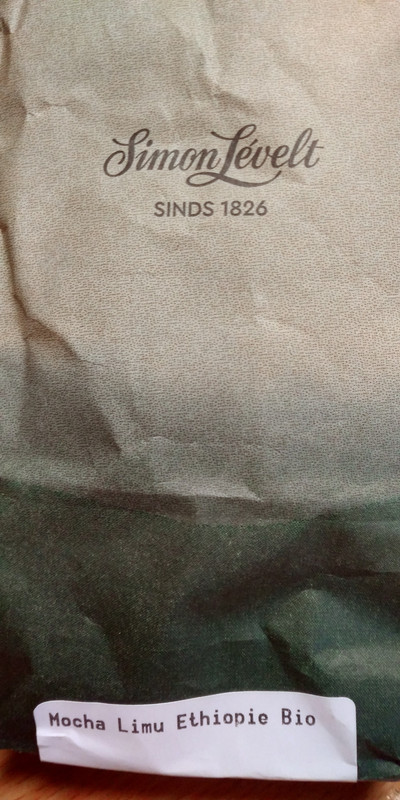 Simon Lévelt
SINDS 1826
Mocha Limu Ethiopie Bio